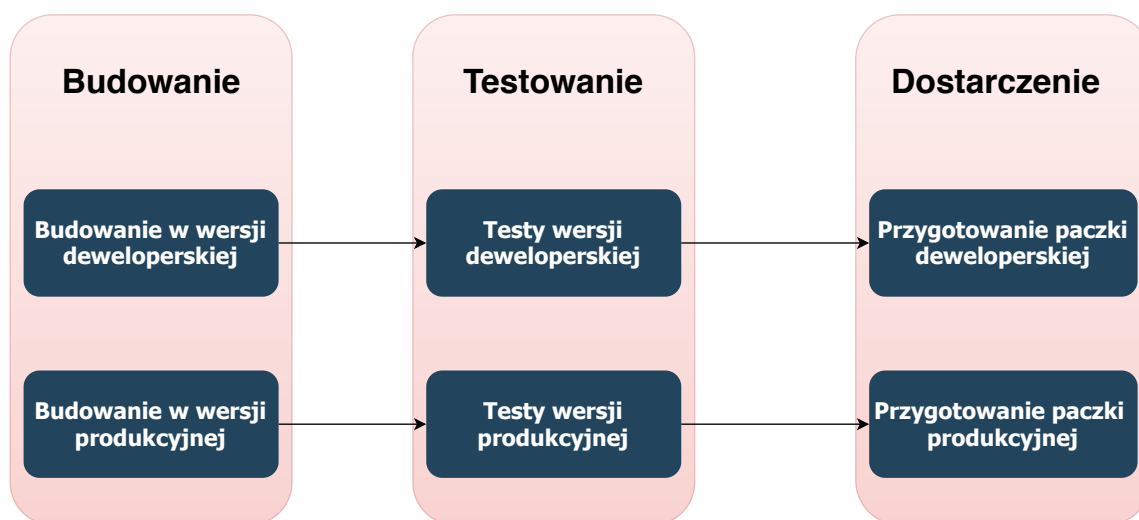 Budowanie
Testowanie
Dostarczenie
Budowanie w wersji
deweloperskiej
Testy wersji
deweloperskiej
Przygotowanie paczki
deweloperskiej
Budowanie w wersji
produkcyjnej
Testy wersji
produkcyjnej
Przygotowanie paczki
produkcyjnej